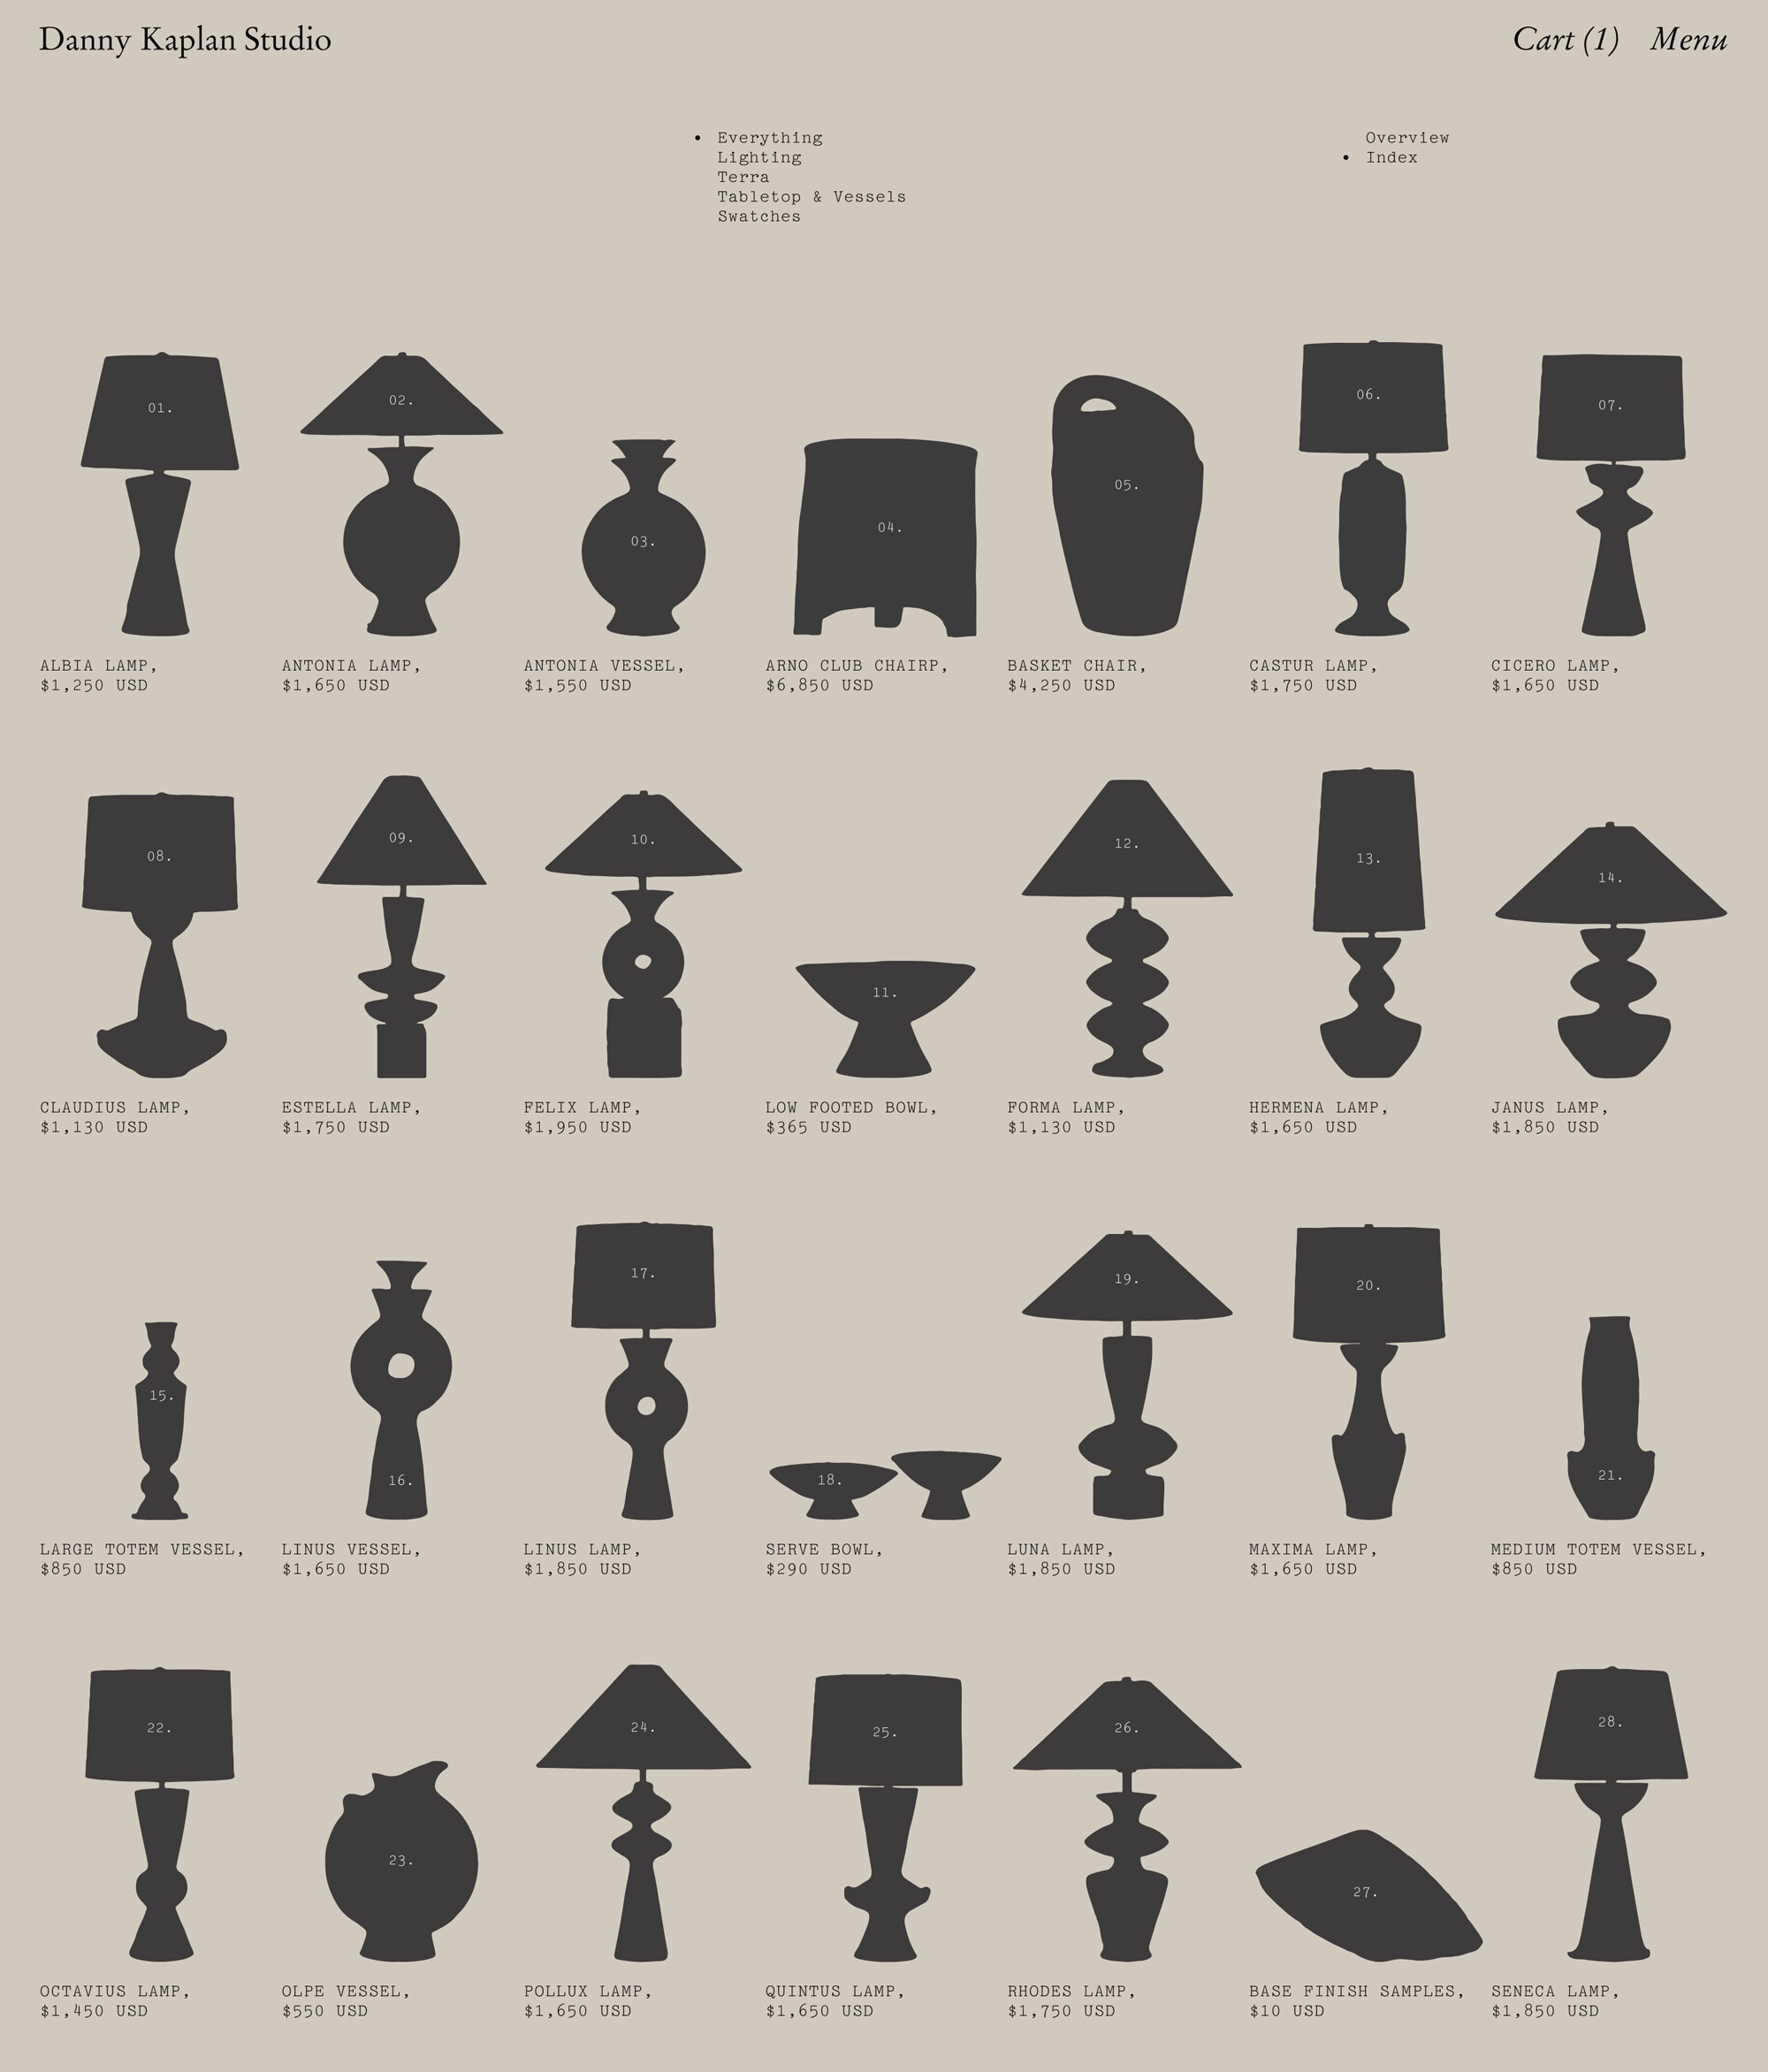 Danny Kaplan Studio
Cart (1) Menu
Everything
Lighting
Terra
Tabletop & Vessels
Swatches
Overview
Index
01.
02.
03.
04.
05.
06.
07.
ALBIA LAMP,
$1,250 USD
ANTONIA LAMP,
$1,650 USD
ANTONIA VESSEL,
$1,550 USD
ARNO CLUB CHAIRP,
$6,850 USD
BASKET CHAIR,
$4,250 USD
CASTUR LAMP,
$1,750 USD
CICERO LAMP,
$1,650 USD
08.
09.
10.
11.
12.
13.
14.
CLAUDIUS LAMP,
$1,130 USD
ESTELLA LAMP,
$1,750 USD
FELIX LAMP,
$1,950 USD
LOW FOOTED BOWL,
$365 USD
FORMA LAMP,
$1,130 USD
HERMENA LAMP,
$1,650 USD
JANUS LAMP,
$1,850 USD
15.
16.
17.
18.
19.
20.
21.
LARGE TOTEM VESSEL,
$850 USD
LINUS VESSEL,
$1,650 USD
LINUS LAMP,
$1,850 USD
SERVE BOWL,
$290 USD
LUNA LAMP,
$1,850 USD
MAXIMA LAMP,
$1,650 USD
MEDIUM TOTEM VESSEL,
$850 USD
22.
23.
24.
25.
26.
27.
28.
OCTAVIUS LAMP,
$1,450 USD
OLPE VESSEL,
$550 USD
POLLUX LAMP,
$1,650 USD
QUINTUS LAMP,
$1,650 USD
RHODES LAMP,
$1,750 USD
BASE FINISH SAMPLES,
$10 USD
SENECA LAMP,
$1,850 USD